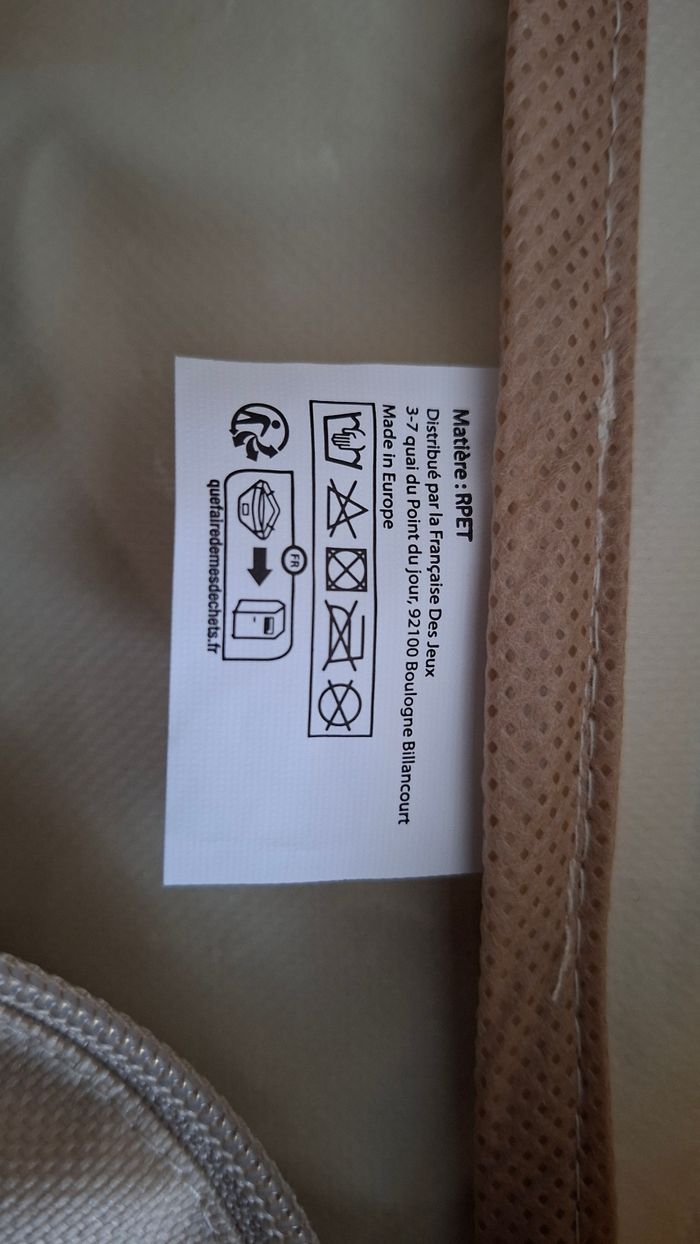 Matière : RPET
Distribué par la Française Des Jeux
3-7 quai du Point du jour, 92100 Boulogne Billancourt
Made in Europe
FR
quefairedemesdechets.fr